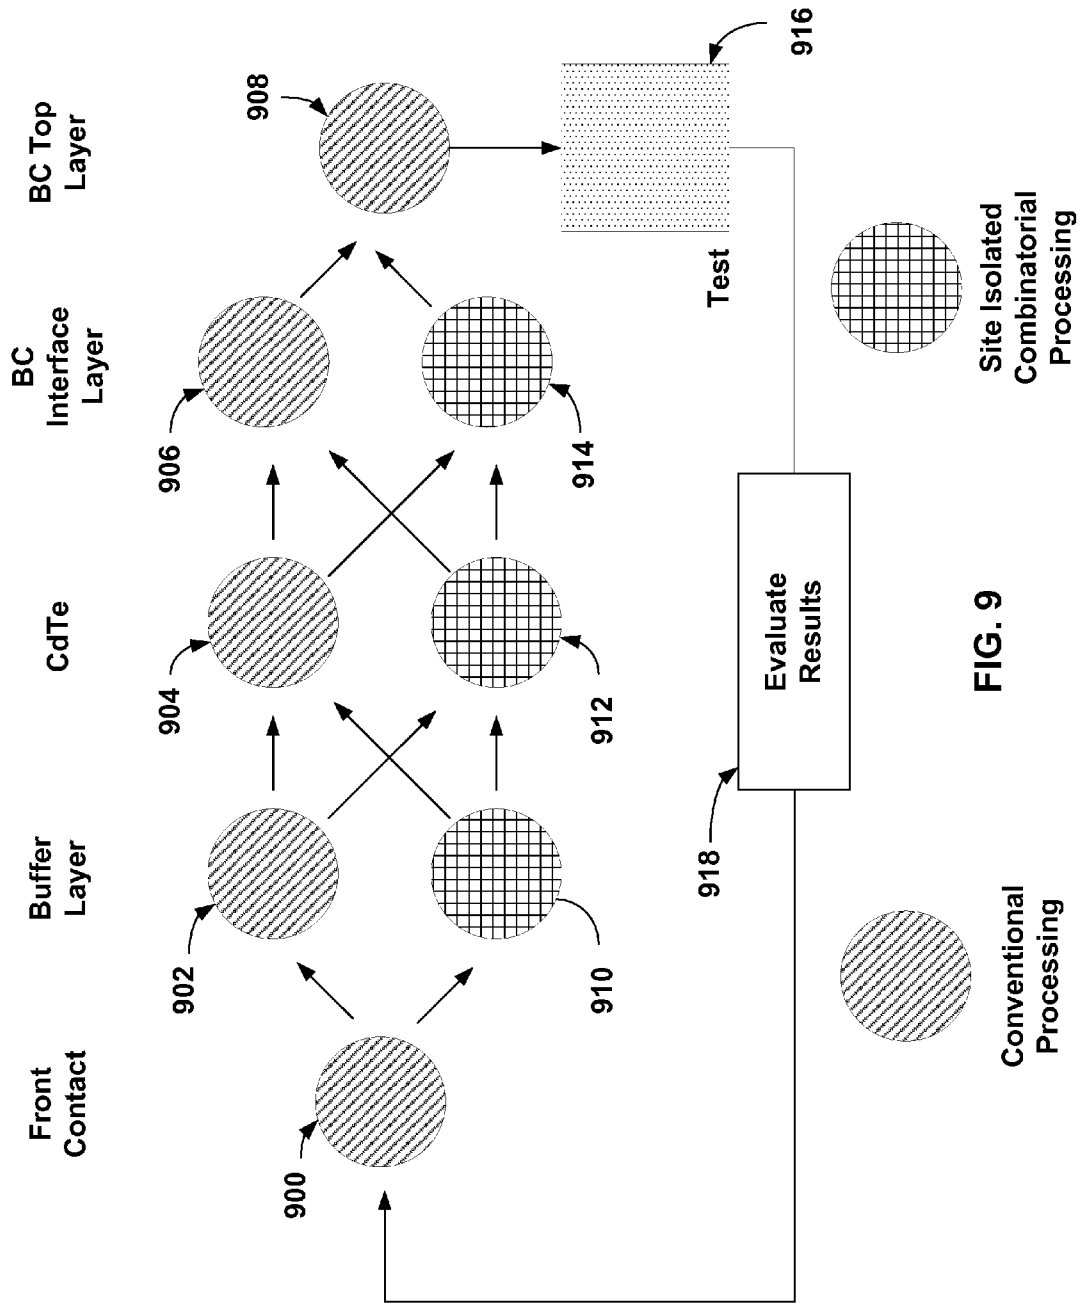 Front
Contact
Buffer
Layer
CdTe
BC
Interface
Layer
BC Top
Layer
900
902
904
906
908
910
912
914
916
Test
918
Evaluate
Results
Conventional
Processing
Site Isolated
Combinatorial
Processing
FIG. 9